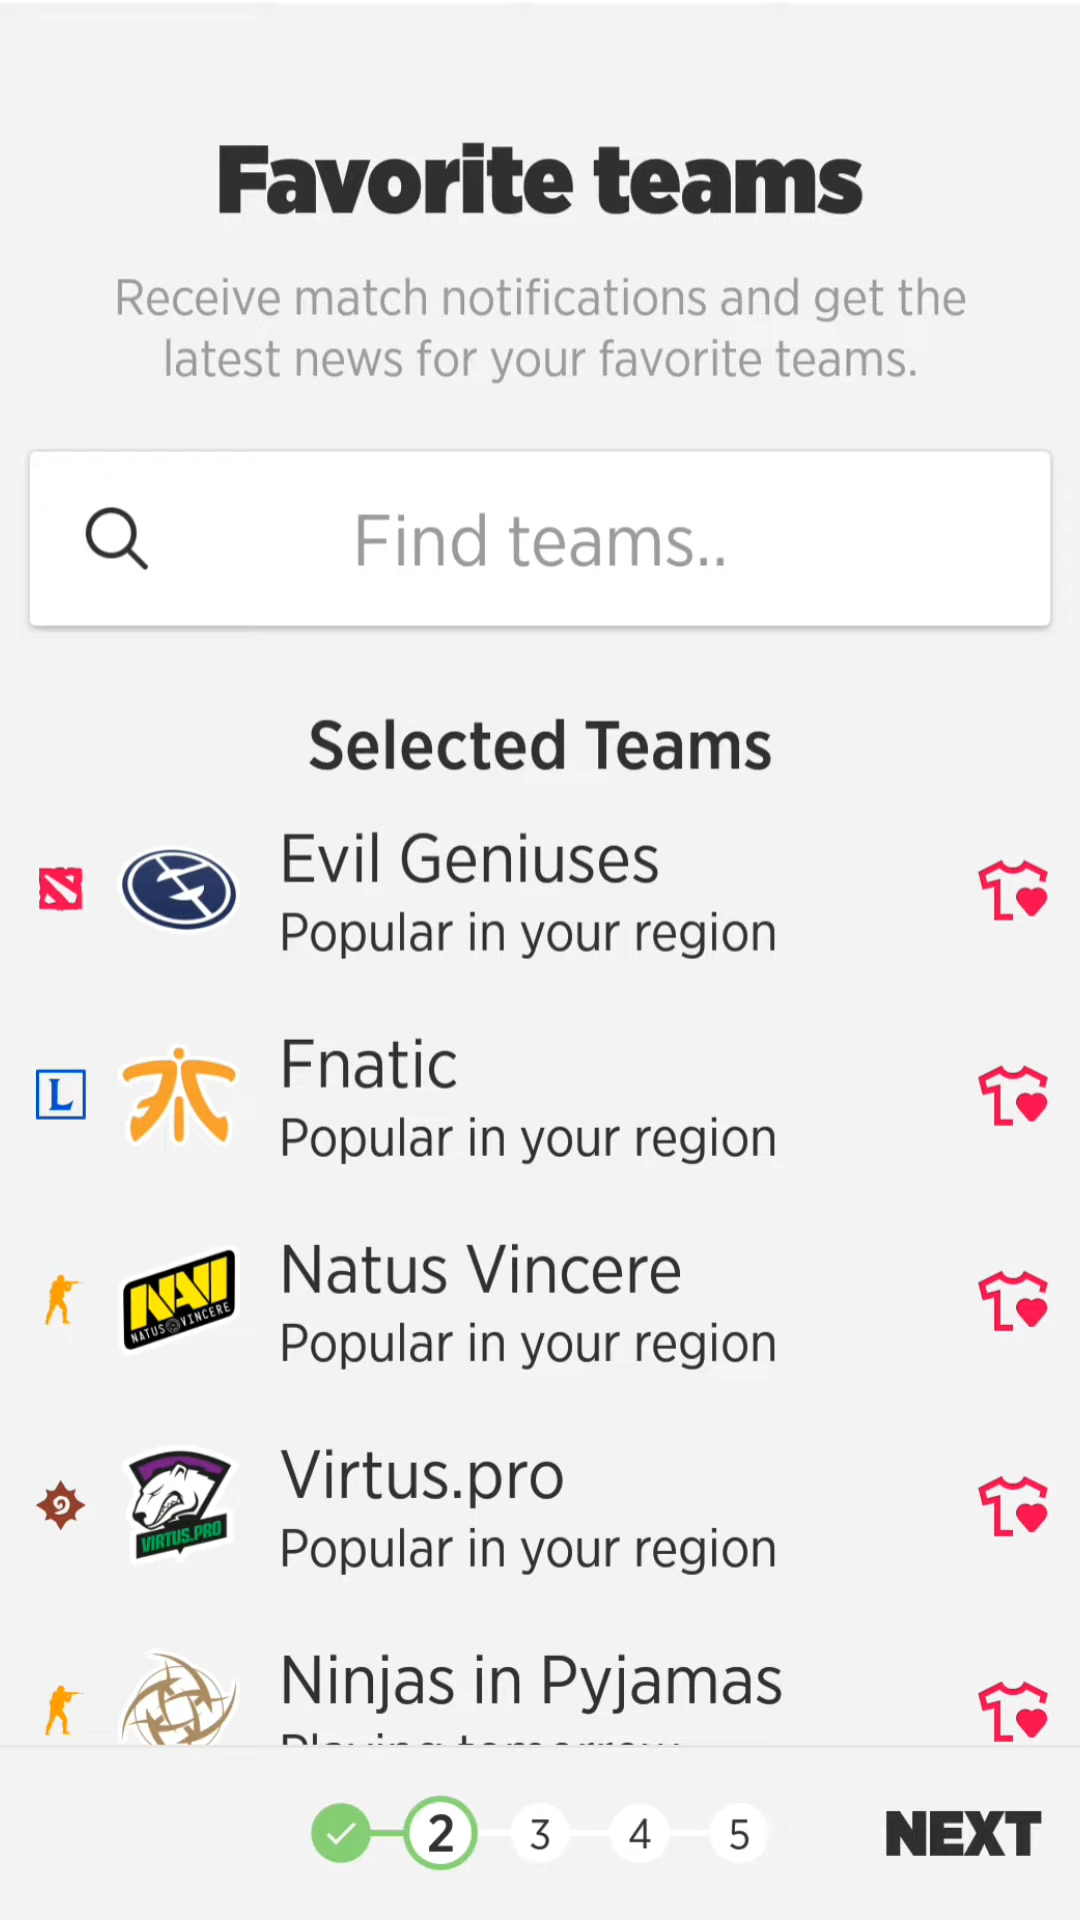 Favorite teams
Receive match notifications and get the
latest news for your favorite teams.
Find teams..
Selected Teams
Evil Geniuses
Popular in your region
L
Fnatic
Popular in your region
NAVI
NATUS VINCERE
Natus Vincere
Popular in your region
VIRTUS.PRO
Virtus.pro
Popular in your region
Ninjas in Pyjamas
Playing tomorrow
2
3
4
5
NEXT